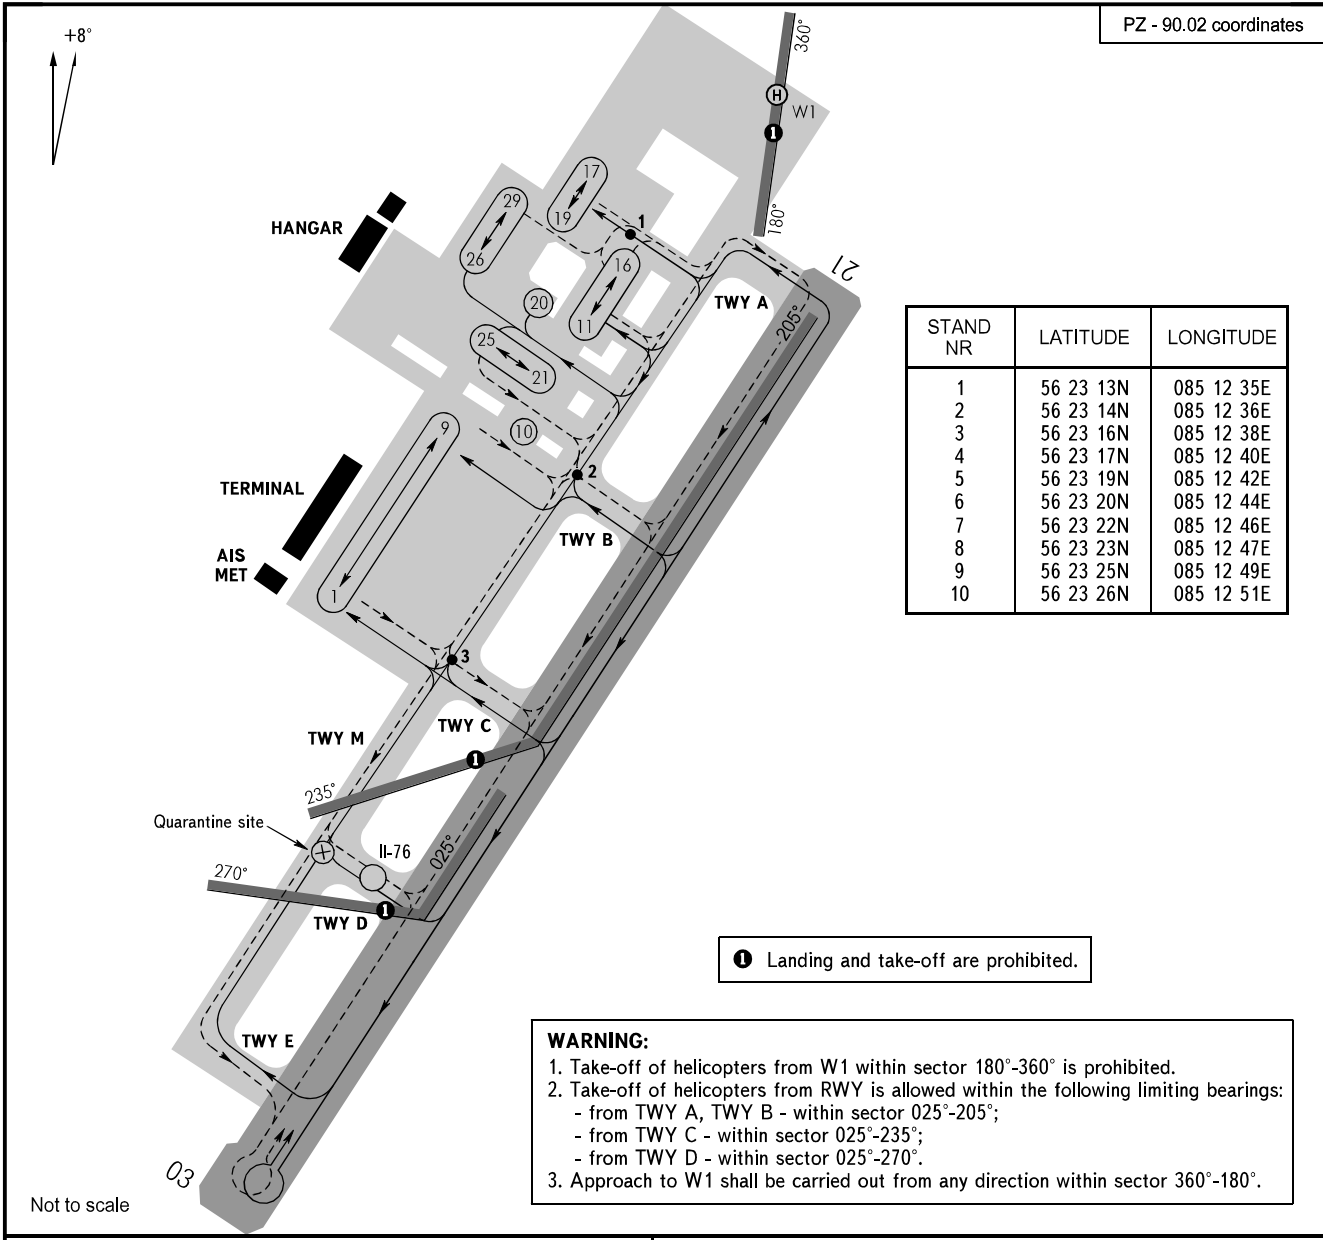 PZ - 90.02 coordinates
+8°
360°
H
W1
1
180°
17
19
29
26
1
16
11
20
25
21
HANGAR
TWY A
21
205°
STAND NR LATITUDE LONGITUDE
1 56 23 13N 085 12 35E
2 56 23 14N 085 12 36E
3 56 23 16N 085 12 38E
4 56 23 17N 085 12 40E
5 56 23 19N 085 12 42E
6 56 23 20N 085 12 44E
7 56 23 22N 085 12 46E
8 56 23 23N 085 12 47E
9 56 23 25N 085 12 49E
10 56 23 26N 085 12 51E
9
10
2
TERMINAL
TWY B
AIS
MET
1
3
TWY C
TWY M
1
235°
Quarantine site
II-76
025°
270°
1
TWY D
1 Landing and take-off are prohibited.
TWY E
WARNING:
1. Take-off of helicopters from W1 within sector 180°-360° is prohibited.
2. Take-off of helicopters from RWY is allowed within the following limiting bearings:
- from TWY A, TWY B - within sector 025°-205°;
- from TWY C - within sector 025°-235°;
- from TWY D - within sector 025°-270°.
3. Approach to W1 shall be carried out from any direction within sector 360°-180°.
03
Not to scale